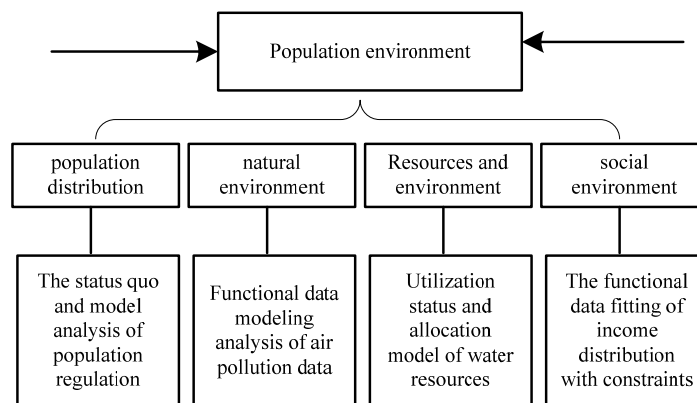 Population environment
population
distribution
natural
environment
Resources and
environment
social
environment
The status quo
and model
analysis of
population
regulation
Functional data
modeling
analysis of air
pollution data
Utilization
status and
allocation
model of water
resources
The functional
data fitting of
income
distribution
with constraints